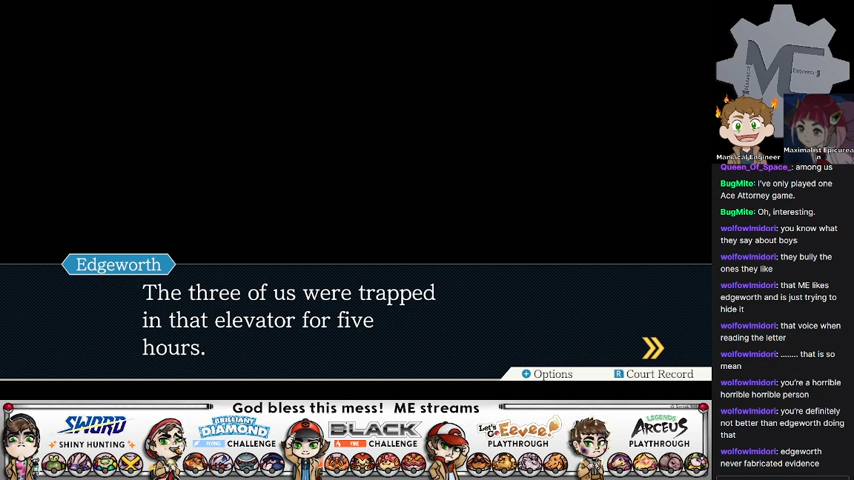 Edgeworth
The three of us were trapped
in that elevator for five
hours.
Options
R Court Record
Maniacal Engineer
Maximalist Epicurea
n
Queen_Of_Space_: among us
BugMite: I've only played one
Ace Attorney game.
BugMite: Oh, interesting.
wolfowlmidori: you know what
they say about boys
wolfowlmidori: they bully the
ones they like
wolfowlmidori: that ME likes
edgeworth and is just trying to
hide it
wolfowlmidori: that voice when
reading the letter
wolfowlmidori: ........ that is so
mean
wolfowlmidori: you're a horrible
horrible horrible person
wolfowlmidori: you're definitely
not better than edgeworth doing
that
wolfowlmidori: edgeworth
never fabricated evidence
God bless this mess! ME streams
SWORD
SHINY HUNTING
BRILLIANT
DIAMOND
CHALLENGE
BLACK
FIRE CHALLENGE
Let's Go Eevee!
PLAYTHROUGH
LEGENDS
ARCEUS
PLAYTHROUGH